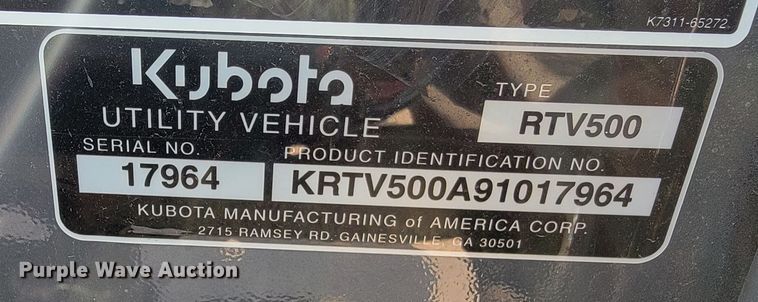 K7311-65272
Kubota
TYPE
UTILITY VEHICLE
RTV500
SERIAL NO.
PRODUCT IDENTIFICATION NO.
17964
KRTV500A91017964
KUBOTA MANUFACTURING of AMERICA CORP.
2715 RAMSEY RD. GAINESVILLE, GA 30501
Purple Wave Auction